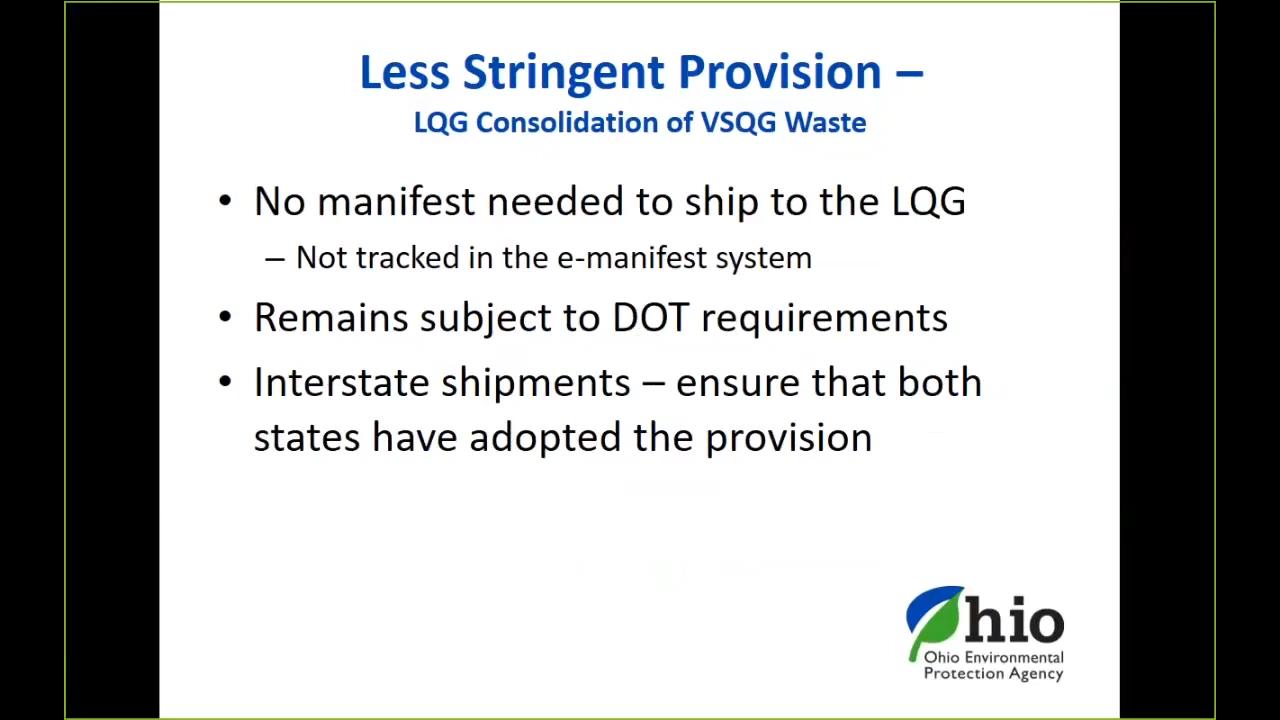 Less Stringent Provision –
LQG Consolidation of VSQG Waste
• No manifest needed to ship to the LQG
– Not tracked in the e-manifest system
• Remains subject to DOT requirements
• Interstate shipments – ensure that both
states have adopted the provision
Ohio
Ohio Environmental
Protection Agency